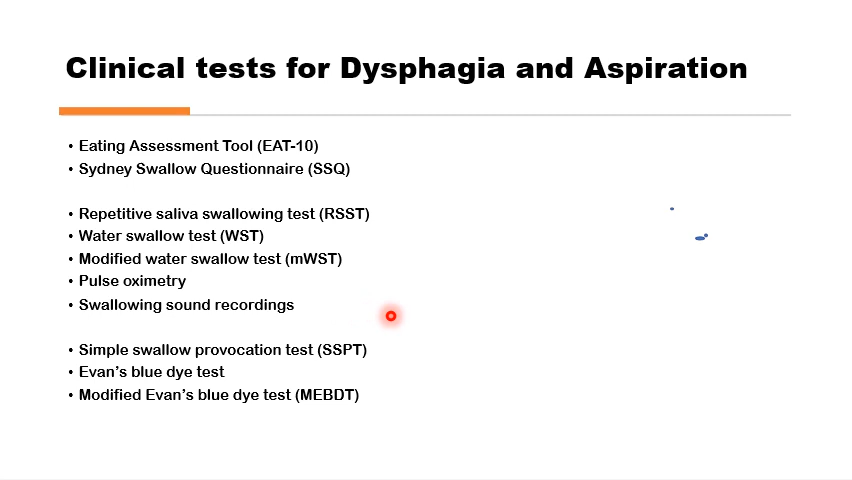 Clinical tests for Dysphagia and Aspiration
• Eating Assessment Tool (EAT-10)
• Sydney Swallow Questionnaire (SSQ)
• Repetitive saliva swallowing test (RSST)
• Water swallow test (WST)
• Modified water swallow test (mWST)
• Pulse oximetry
• Swallowing sound recordings
• Simple swallow provocation test (SSPT)
• Evan's blue dye test
• Modified Evan's blue dye test (MEBDT)